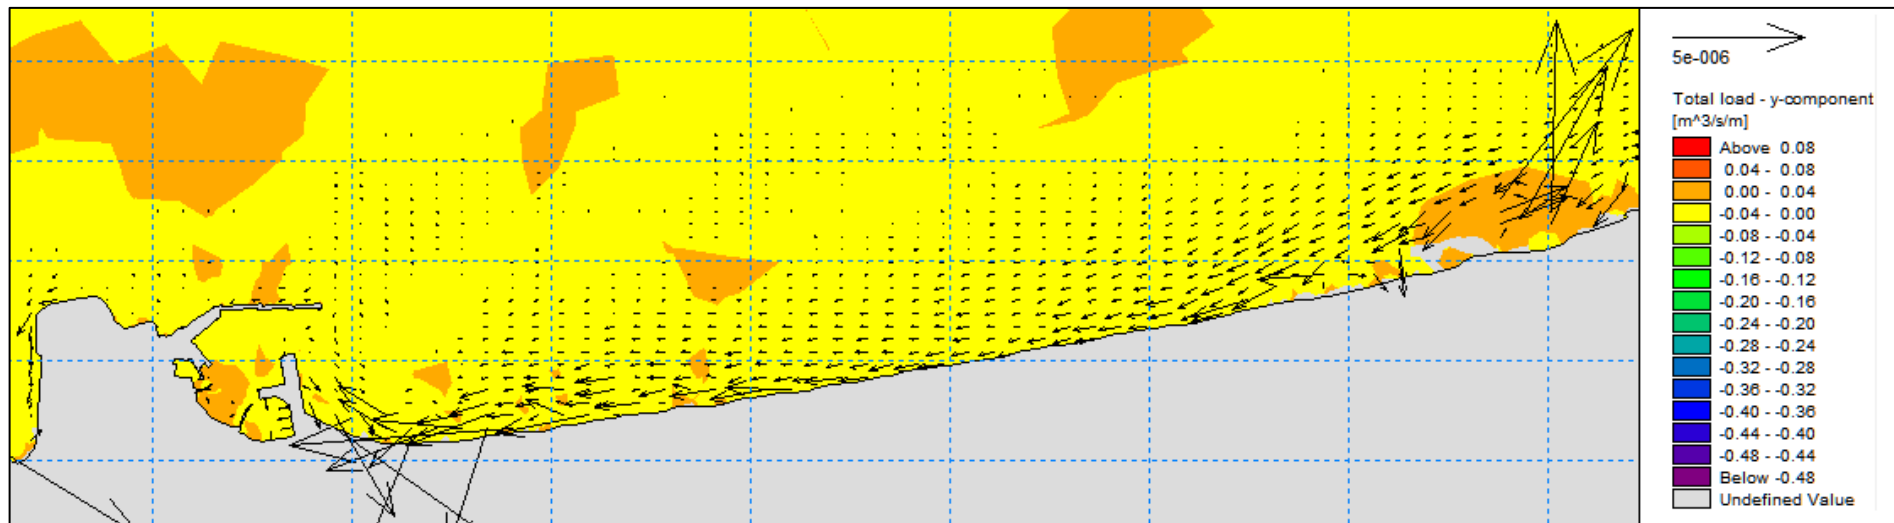 5e-006
Total load - y-component
[m^3/s/m]
Above 0.08
0.04 - 0.08
0.00 - 0.04
-0.04 - 0.00
-0.08 - -0.04
-0.12 - -0.08
-0.16 - -0.12
-0.20 - -0.16
-0.24 - -0.20
-0.28 - -0.24
-0.32 - -0.28
-0.36 - -0.32
-0.40 - -0.36
-0.44 - -0.40
-0.48 - -0.44
Below -0.48
Undefined Value